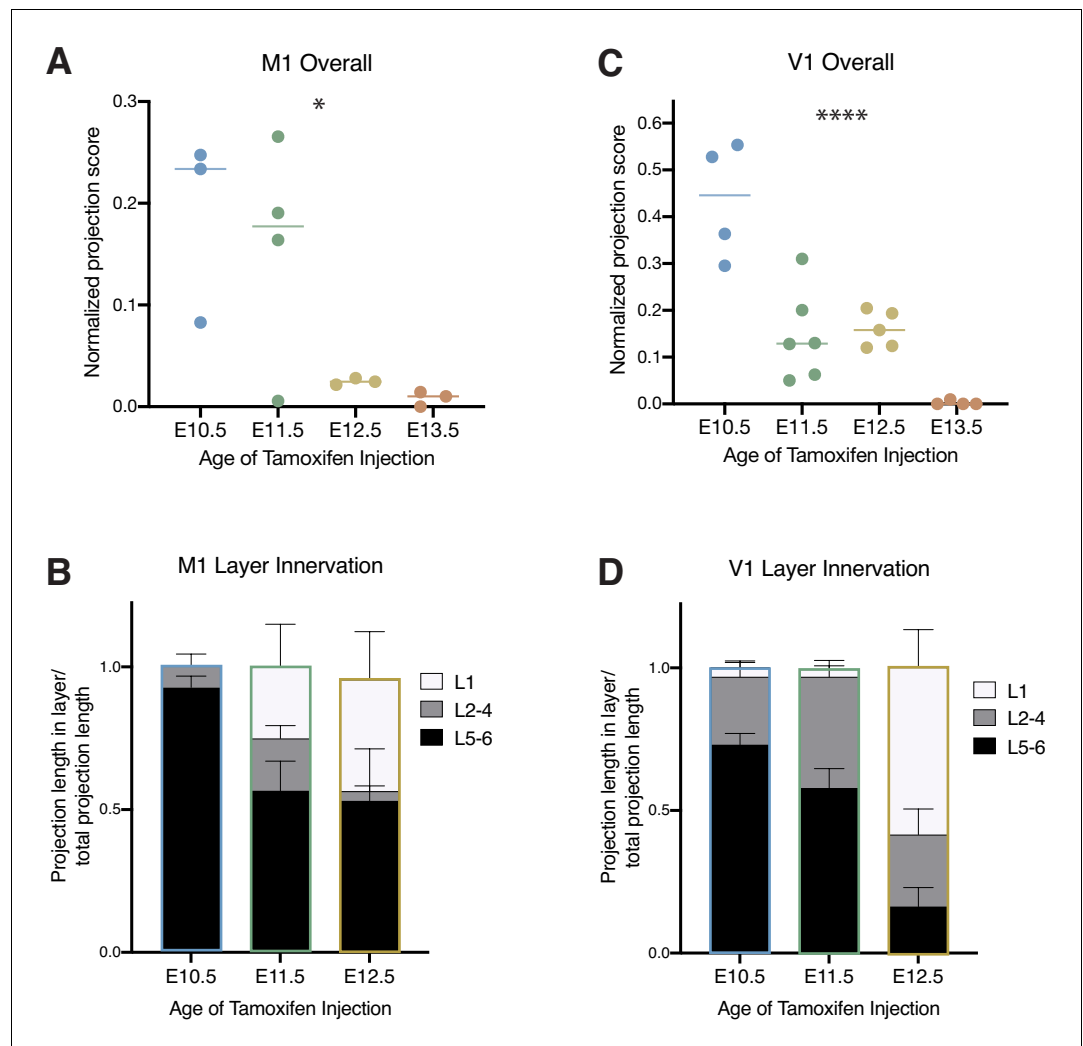 A
M1 Overall
*
Normalized projection score
0.3
0.2
0.1
0.0
E10.5 E11.5 E12.5 E13.5
Age of Tamoxifen Injection
C
V1 Overall
****
Normalized projection score
0.6
0.5
0.4
0.3
0.2
0.1
0.0
E10.5 E11.5 E12.5 E13.5
Age of Tamoxifen Injection
B
M1 Layer Innervation
Projection length in layer/
total projection length
1.0
0.5
0.0
L1
L2-4
L5-6
E10.5 E11.5 E12.5
Age of Tamoxifen Injection
D
V1 Layer Innervation
Projection length in layer/
total projection length
1.0
0.5
0.0
L1
L2-4
L5-6
E10.5 E11.5 E12.5
Age of Tamoxifen Injection